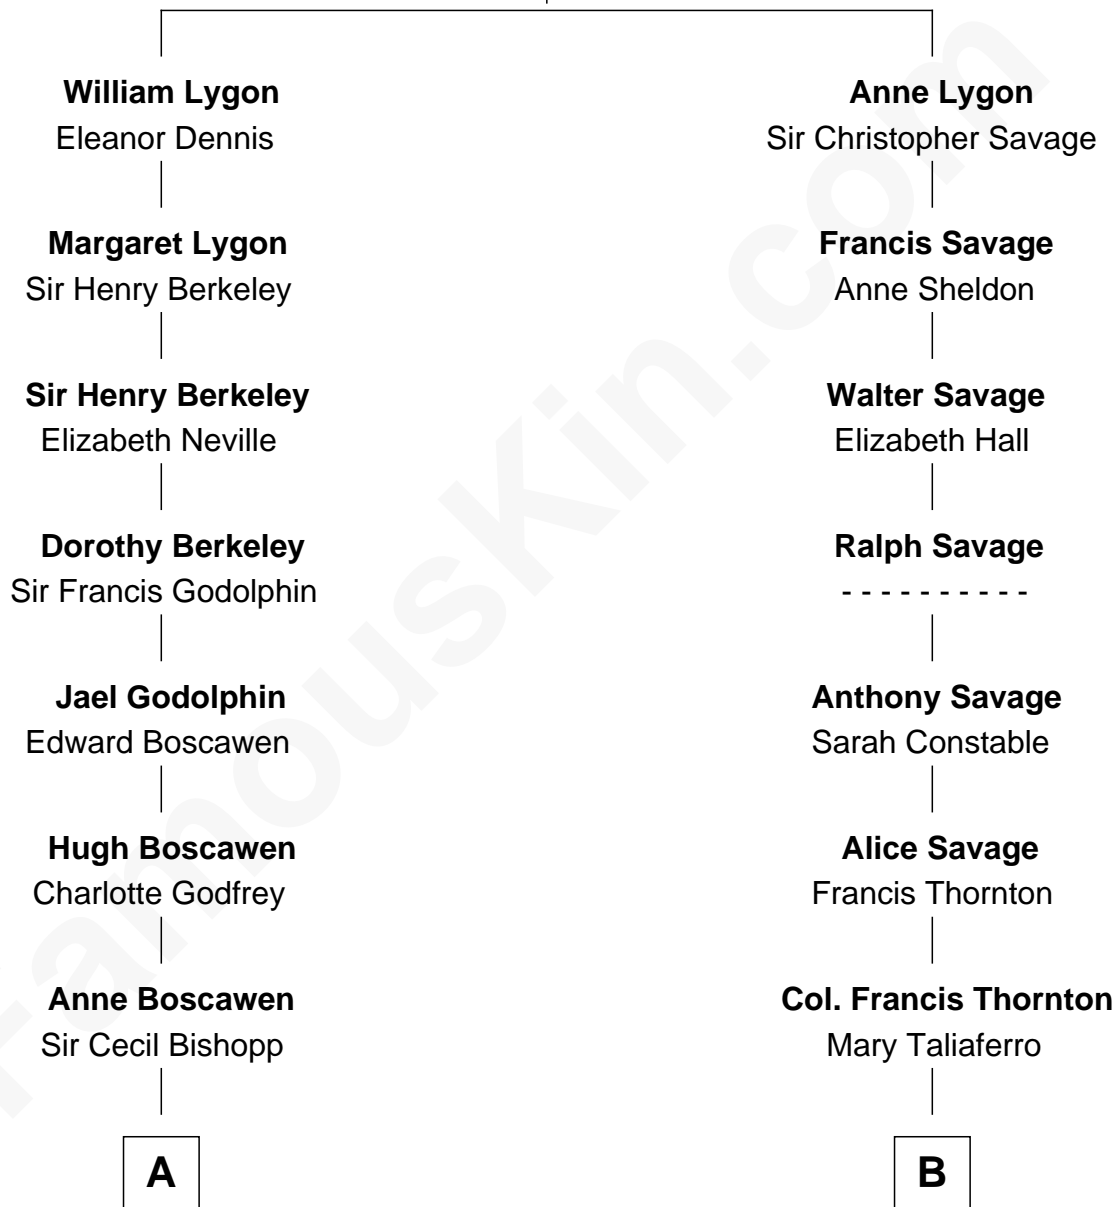 William Lygon
Eleanor Dennis
Margaret Lygon
Sir Henry Berkeley
Sir Henry Berkeley
Elizabeth Neville
Dorothy Berkeley
Sir Francis Godolphin
Jael Godolphin
Edward Boscawen
Hugh Boscawen
Charlotte Godfrey
Anne Boscawen
Sir Cecil Bishopp
A
Anne Lygon
Sir Christopher Savage
Francis Savage
Anne Sheldon
Walter Savage
Elizabeth Hall
Ralph Savage
- - - - - - - - - -
Anthony Savage
Sarah Constable
Alice Savage
Francis Thornton
Col. Francis Thornton
Mary Taliaferro
B
FamousKin.com